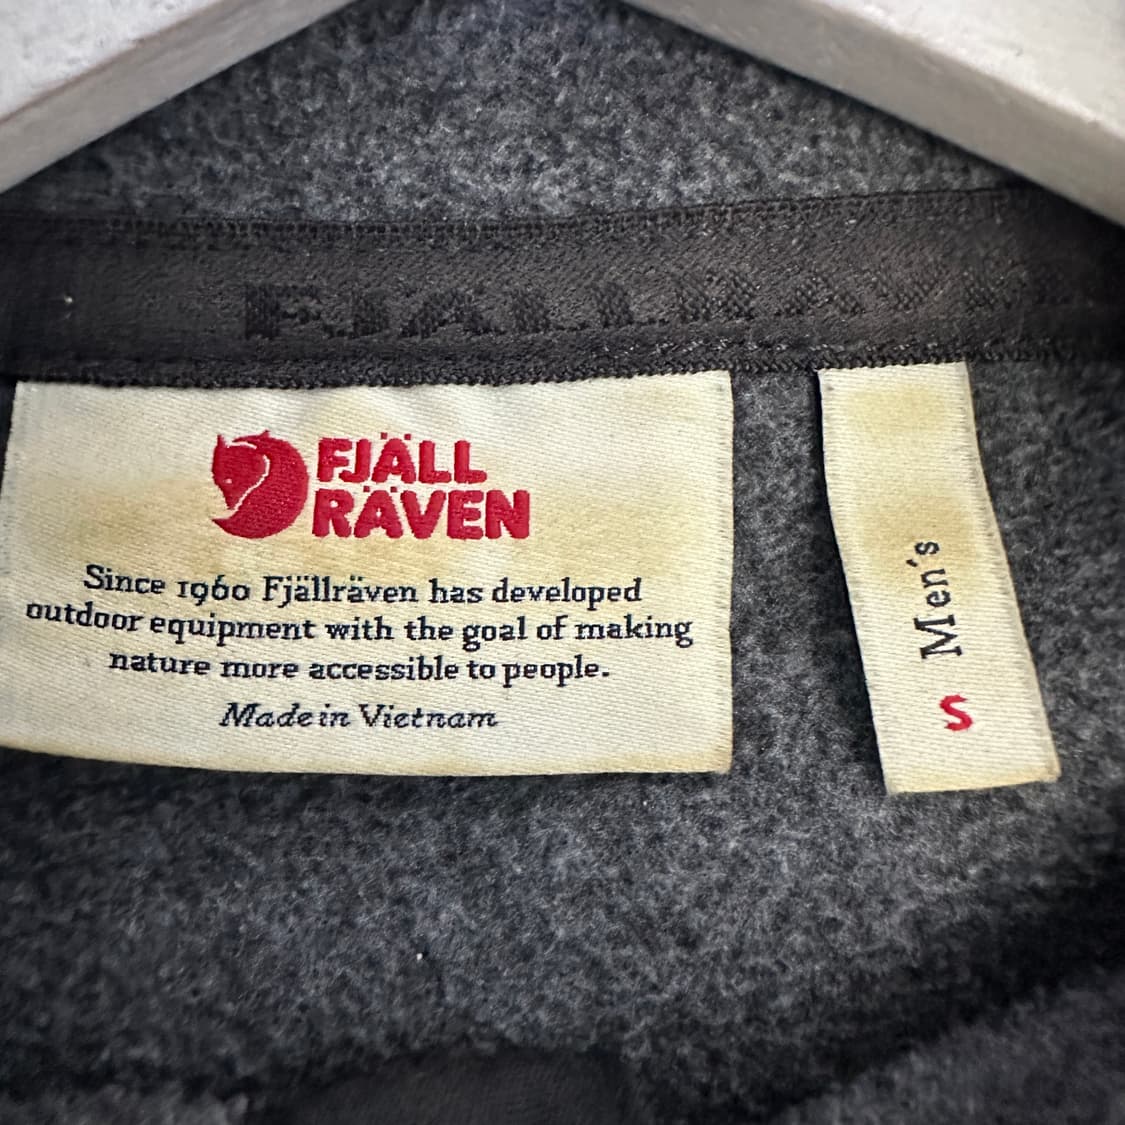 FJÄLLRÄVEN
FJÄLL
RÄVEN
Since 1960 Fjällräven has developed
outdoor equipment with the goal of making
nature more accessible to people.
Made in Vietnam
Men's
S